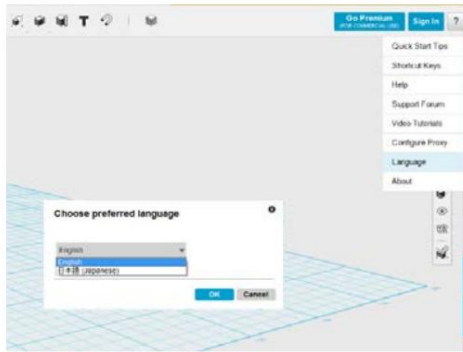 Go Premium
(FOR COMMERCIAL USE)
Sign In
?
Quick Start Tips
Shortcut Keys
Help
Support Forum
Video Tutorials
Configure Proxy
Language
About
Choose preferred language
English
English
日本語 (Japanese)
OK
Cancel